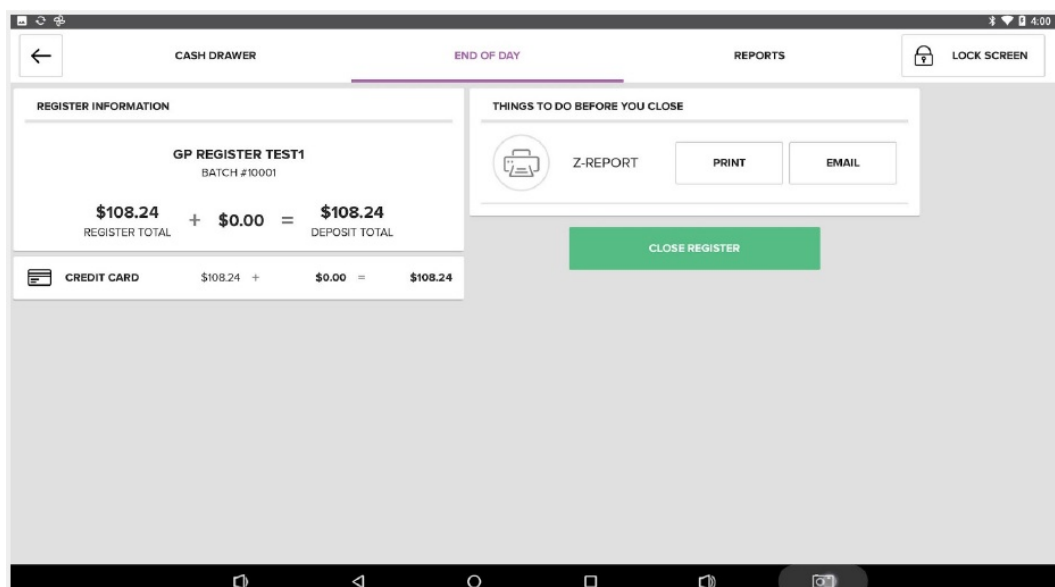 4:00
CASH DRAWER
END OF DAY
REPORTS
LOCK SCREEN
REGISTER INFORMATION
GP REGISTER TEST1
BATCH #10001
$108.24 + $0.00 = $108.24
REGISTER TOTAL DEPOSIT TOTAL
CREDIT CARD $108.24 + $0.00 = $108.24
THINGS TO DO BEFORE YOU CLOSE
Z-REPORT PRINT EMAIL
CLOSE REGISTER